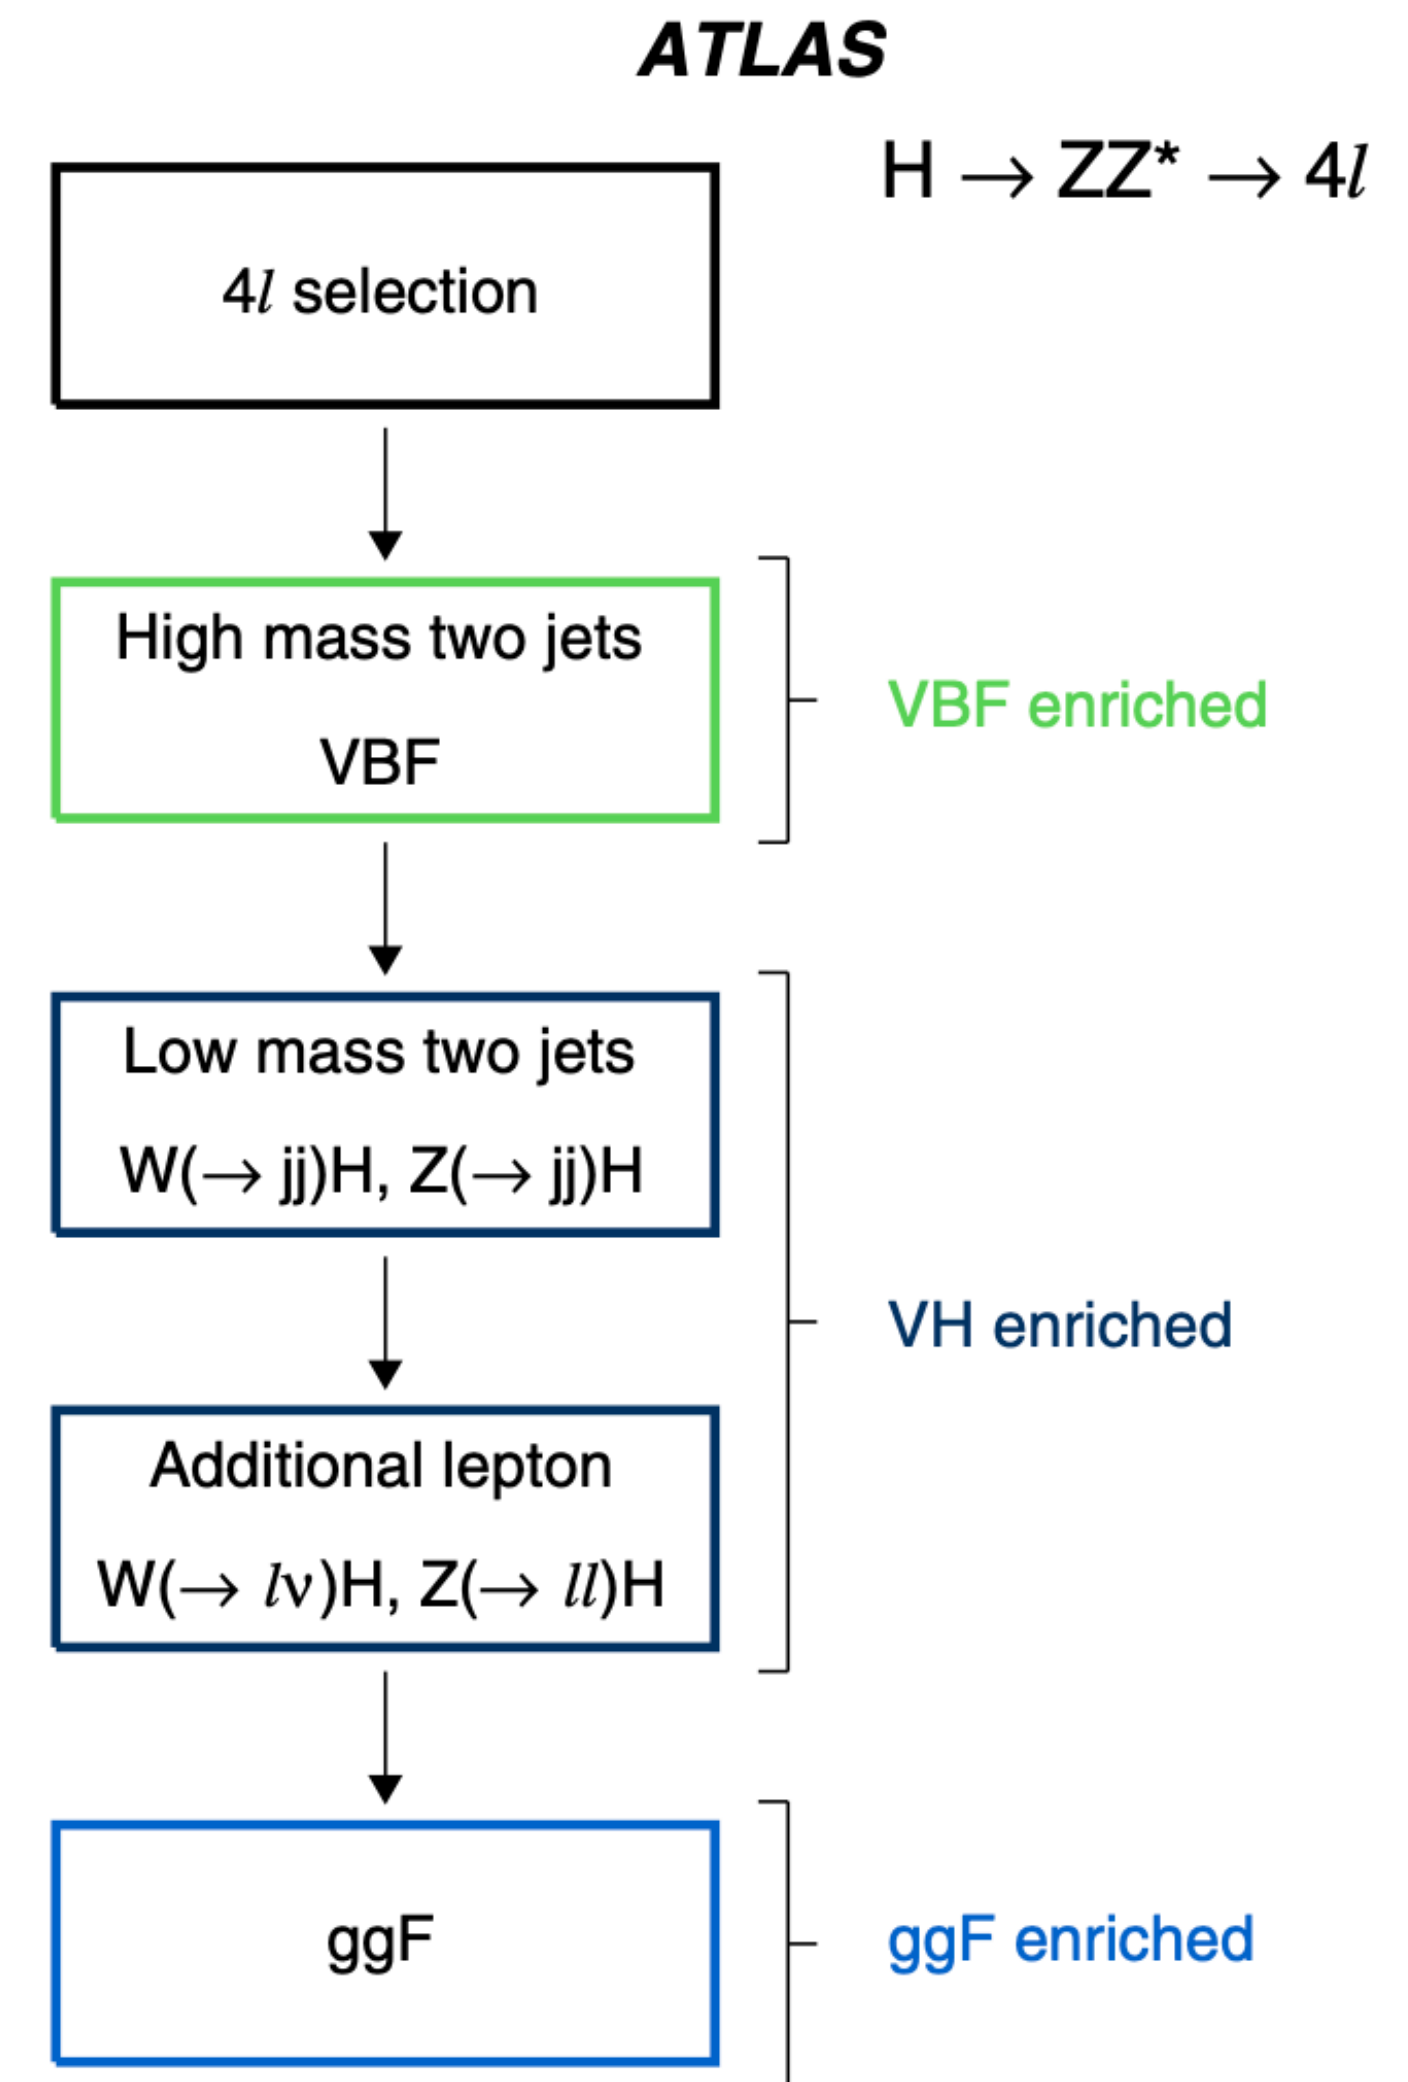 ATLAS
H → ZZ* → 4l
4l selection
High mass two jets
VBF
VBF enriched
Low mass two jets
W(→ jj)H, Z(→ jj)H
VH enriched
Additional lepton
W(→ lν)H, Z(→ ll)H
ggF
ggF enriched